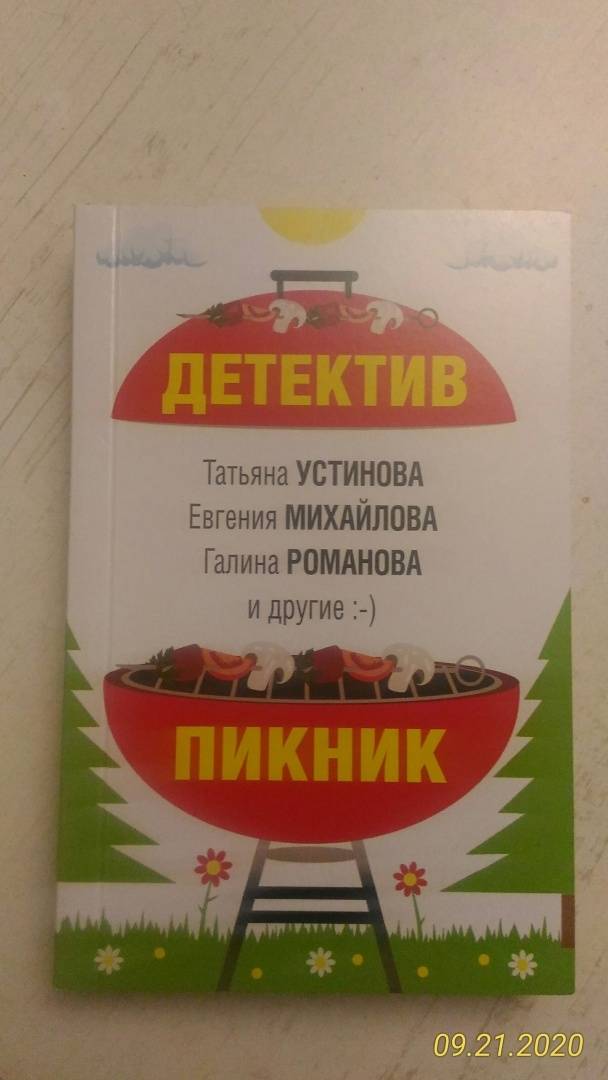 ДЕТЕКТИВ
Татьяна УСТИНОВА
Евгения МИХАЙЛОВА
Галина РОМАНОВА
и другие :-)
ПИКНИК
09.21.2020